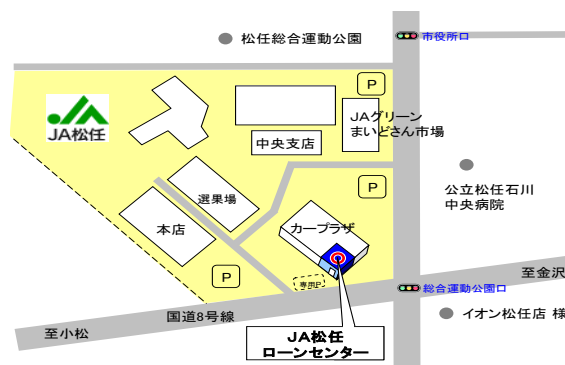 松任総合運動公園
市役所口
P
JA松任
JAグリーン
まいどさん市場
中央支店
公立松任石川
中央病院
P
選果場
本店
カープラザ
P
専用P
至金沢
総合運動公園口
国道8号線
イオン松任店 様
至小松
JA松任
ローンセンター